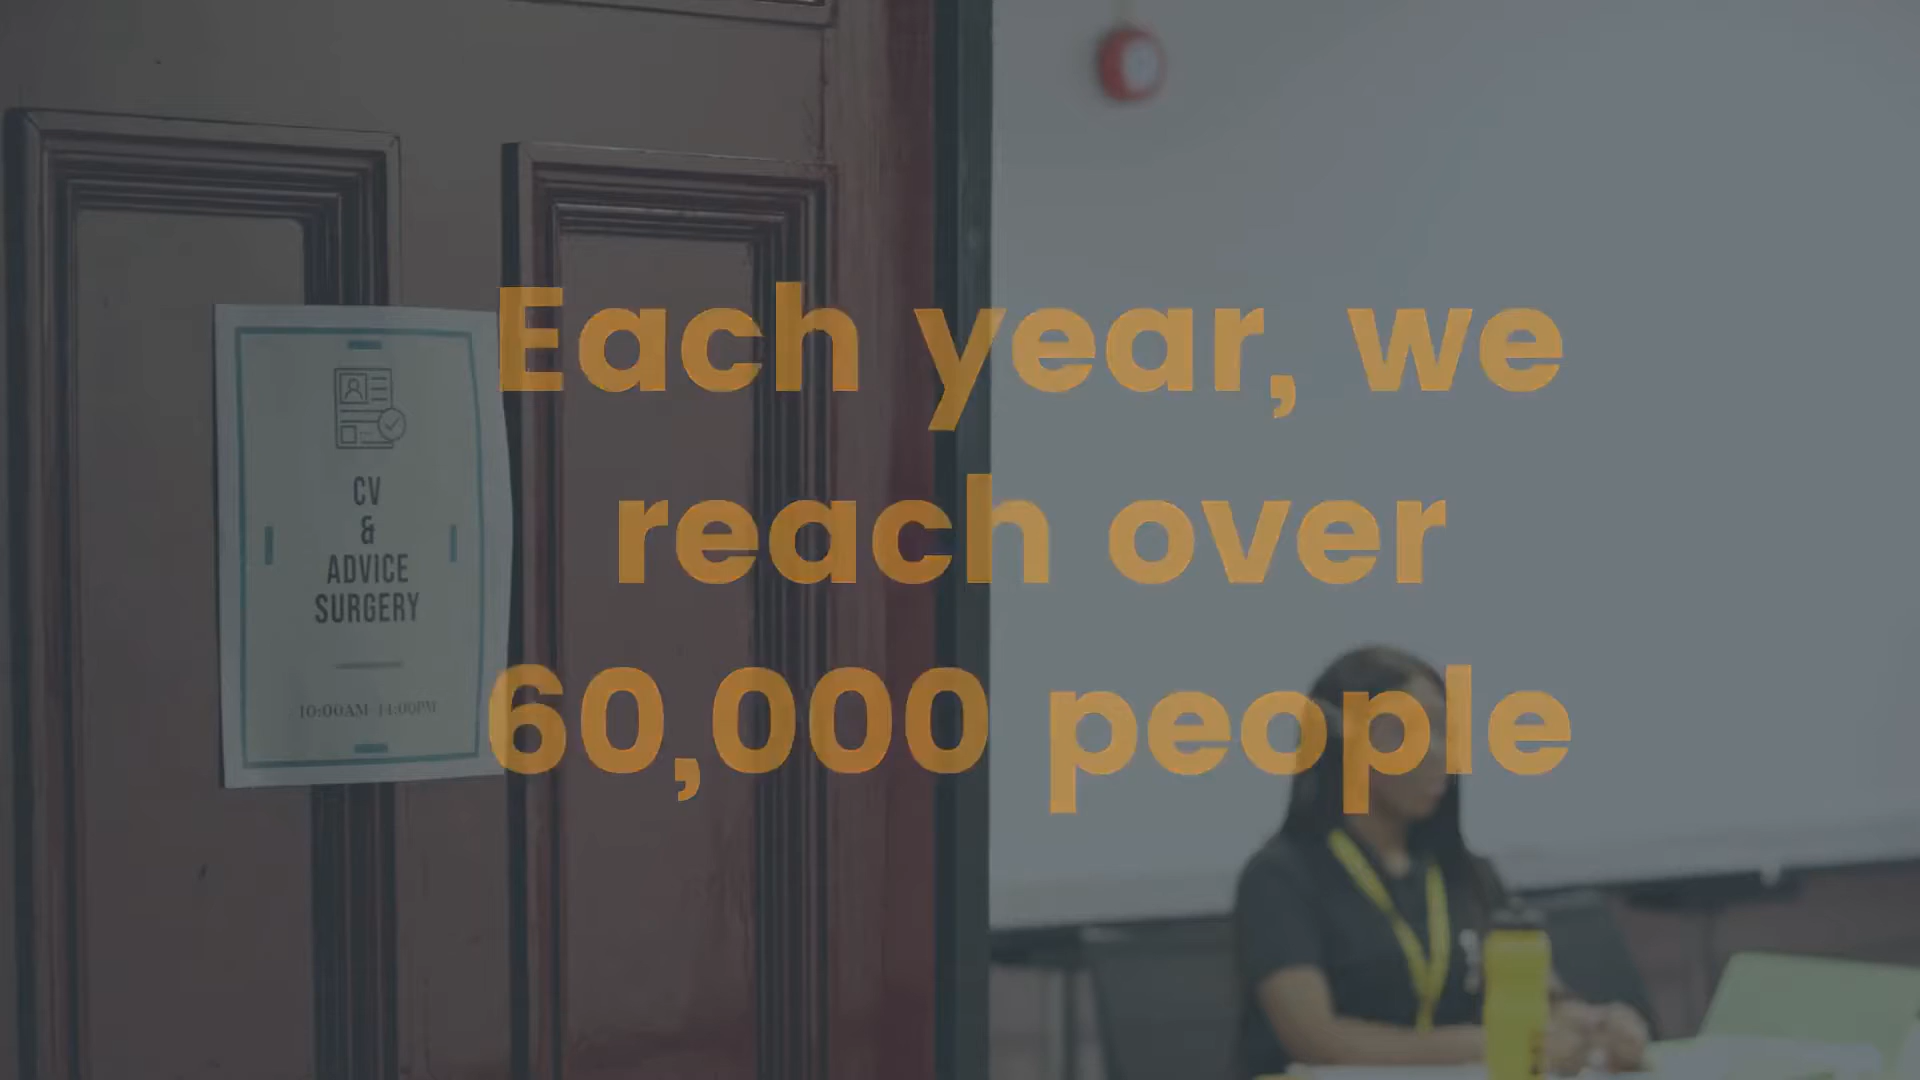 Each year, we
reach over
60,000 people
CV
&
ADVICE
SURGERY
10:00AM-14:00PM